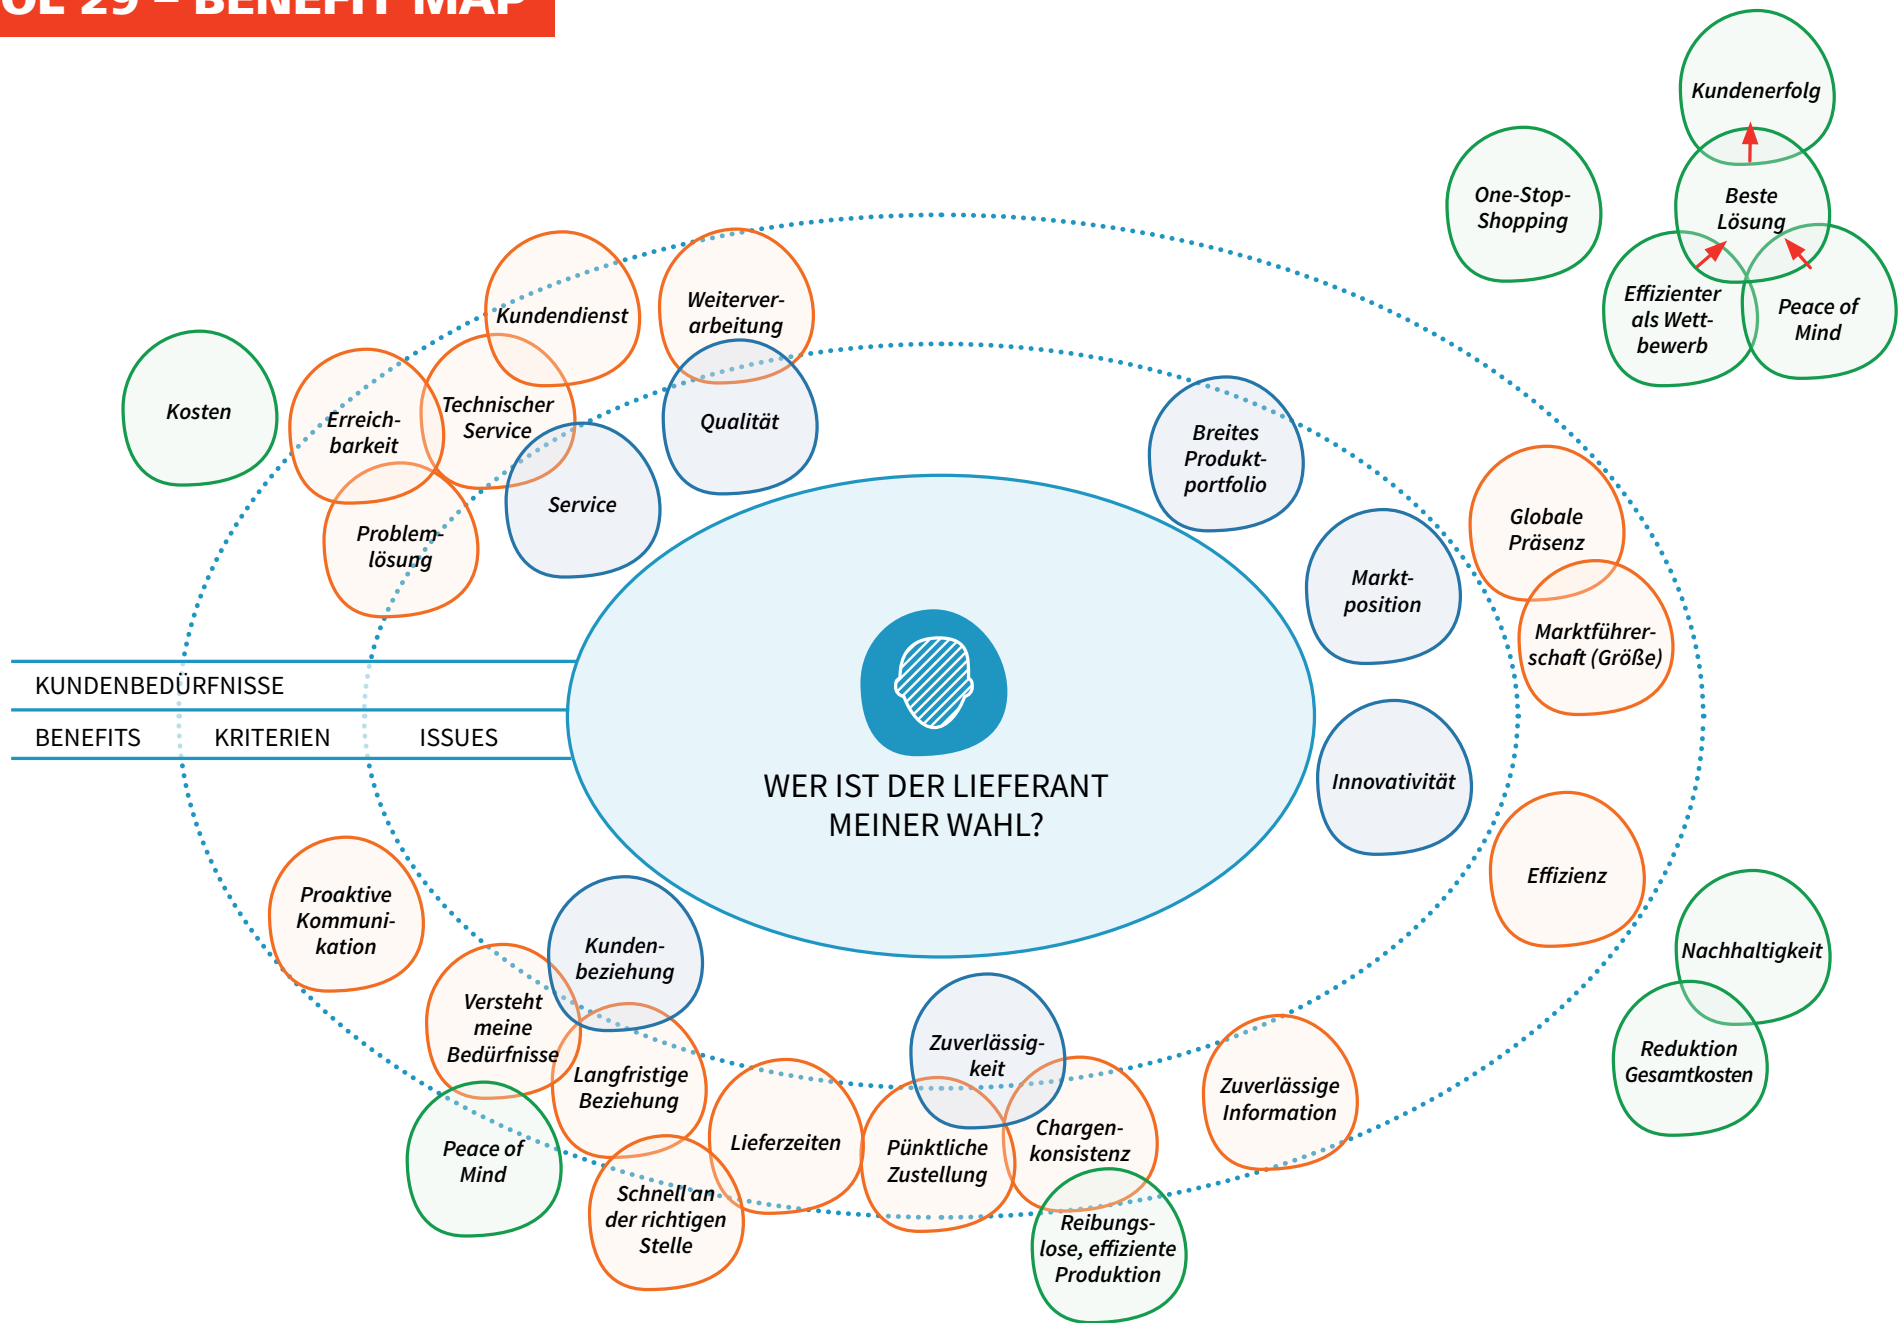 OL 29 – BENEFIT MAP
Kundenerfolg
One-Stop-
Shopping
Beste
Lösung
Effizienter
als Wett-
bewerb
Peace of
Mind
Kundendienst
Weiterver-
arbeitung
Kosten
Erreich-
barkeit
Technischer
Service
Qualität
Problem-
lösung
Service
Breites
Produkt-
portfolio
Markt-
position
Globale
Präsenz
Marktführer-
schaft (Größe)
KUNDENBEDÜRFNISSE
BENEFITS
KRITERIEN
ISSUES
WER IST DER LIEFERANT
MEINER WAHL?
Innovativität
Effizienz
Proaktive
Kommuni-
kation
Kunden-
beziehung
Versteht
meine
Bedürfnisse
Langfristige
Beziehung
Peace of
Mind
Schnell an
der richtigen
Stelle
Lieferzeiten
Zuverlässig-
keit
Pünktliche
Zustellung
Chargen-
konsistenz
Reibungs-
lose, effiziente
Produktion
Zuverlässige
Information
Nachhaltigkeit
Reduktion
Gesamtkosten